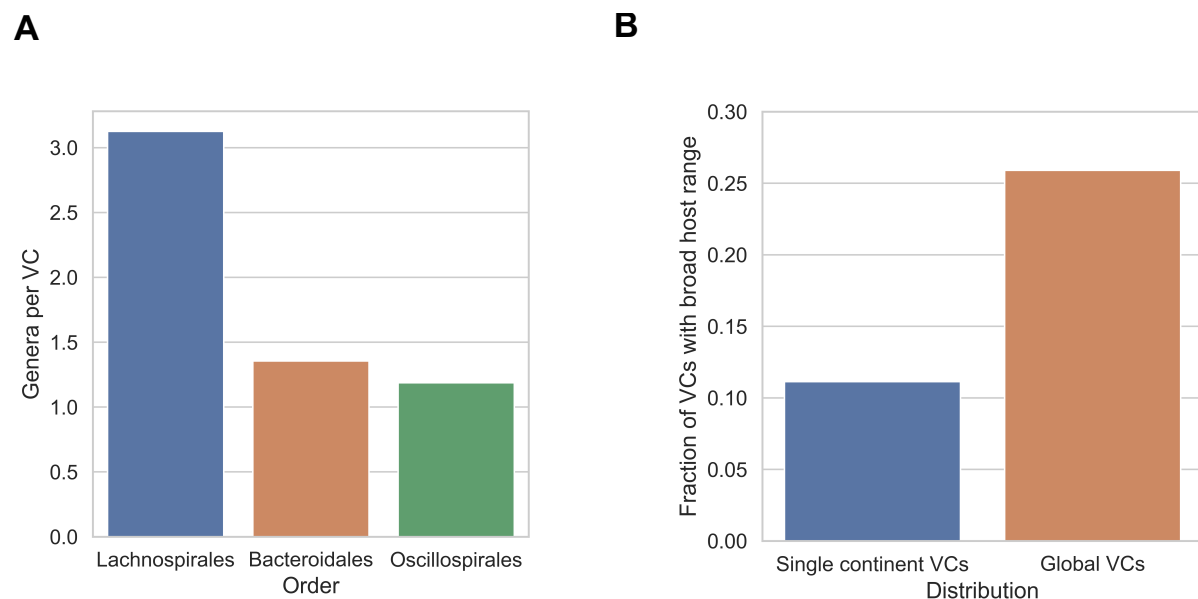 A
Genera per VC
3.0
2.5
2.0
1.5
1.0
0.5
0.0
Lachnospirales Bacteroidales Oscillospirales
Order
B
Fraction of VCs with broad host range
0.30
0.25
0.20
0.15
0.10
0.05
0.00
Single continent VCs Global VCs
Distribution